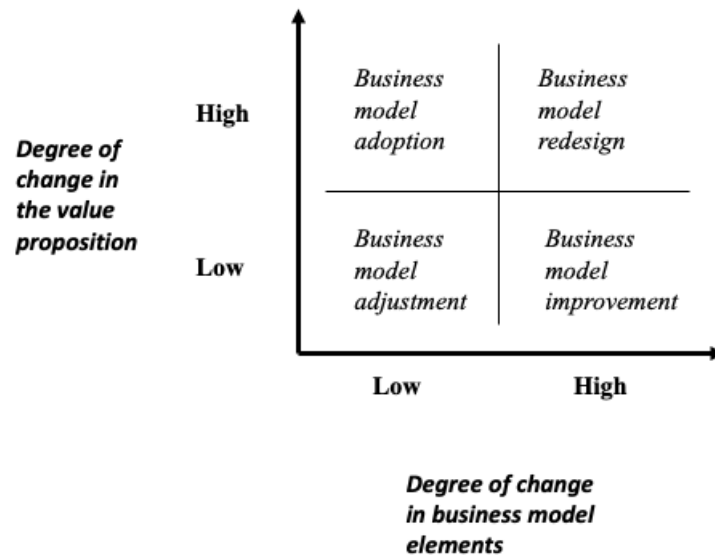 Business
model
adoption
Business
model
redesign
High
Degree of
change in
the value
proposition
Low
Business
model
adjustment
Business
model
improvement
Low
High
Degree of change
in business model
elements